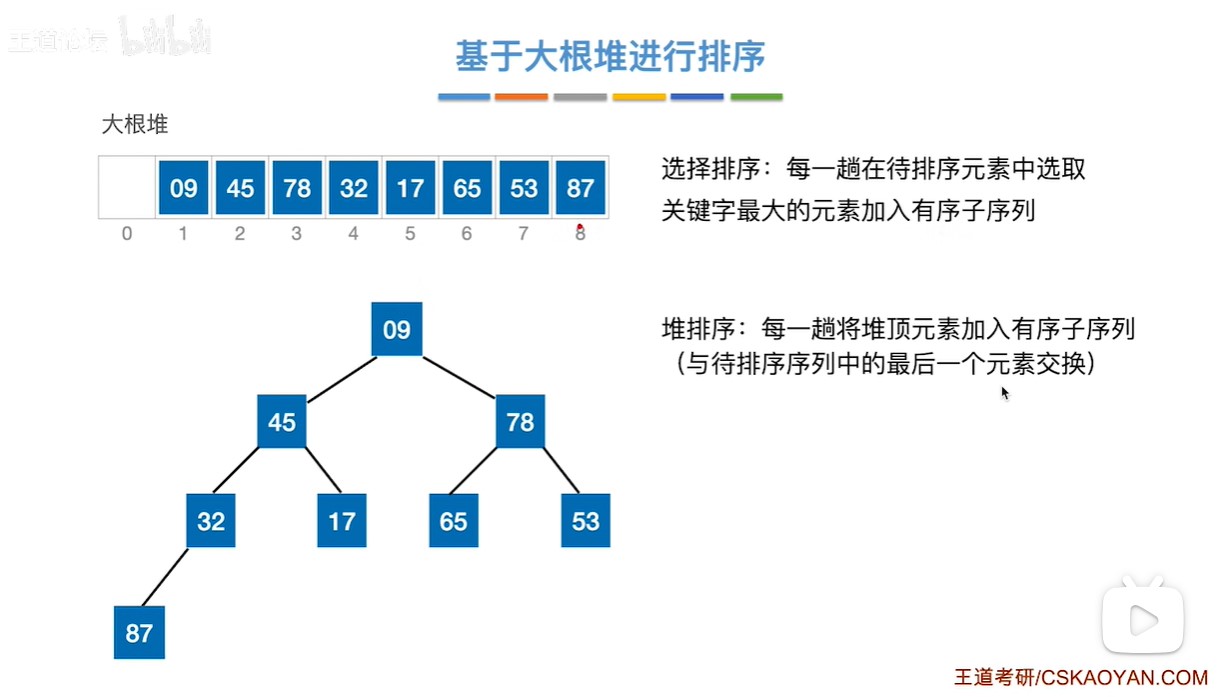 王道论坛 bilibili
基于大根堆进行排序
大根堆
09 45 78 32 17 65 53 87
0 1 2 3 4 5 6 7 8
选择排序：每一趟在待排序元素中选取
关键字最大的元素加入有序子序列
堆排序：每一趟将堆顶元素加入有序子序列
（与待排序序列中的最后一个元素交换）
09
45 78
32 17 65 53
87
王道考研/CSKAOYAN.COM